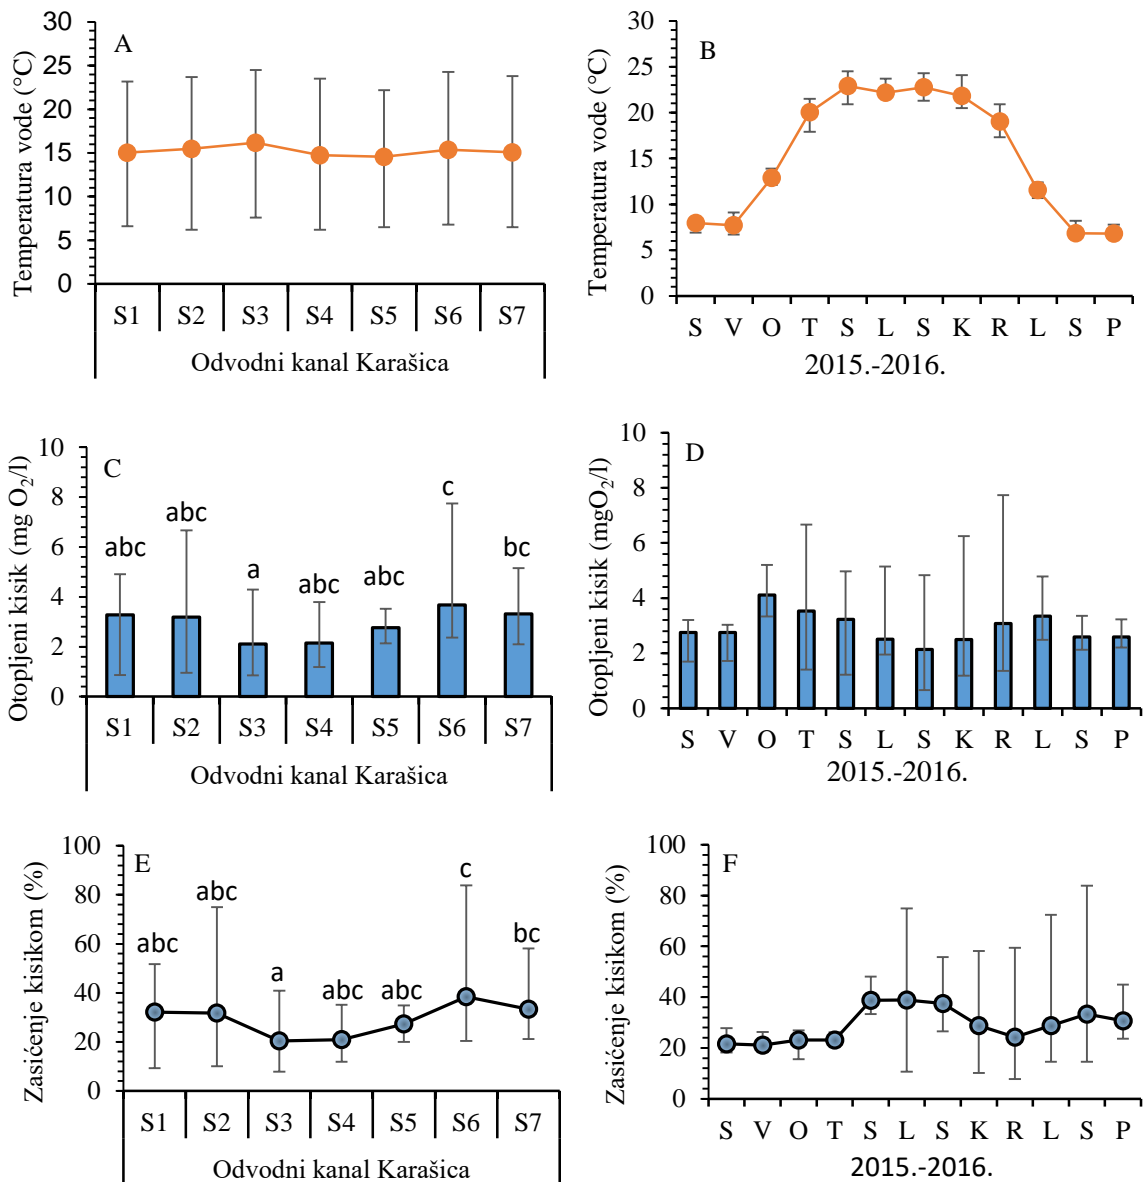 A
Temperatura vode (°C)
30
25
20
15
10
5
0
S1 S2 S3 S4 S5 S6 S7
Odvodni kanal Karašica
B
Temperatura vode (°C)
30
25
20
15
10
5
0
S V O T S L S K R L S P
2015.-2016.
C
Otopljeni kisik (mg O₂/l)
10
8
6
4
2
0
abc abc a abc abc c bc
S1 S2 S3 S4 S5 S6 S7
Odvodni kanal Karašica
D
Otopljeni kisik (mgO₂/l)
10
8
6
4
2
0
S V O T S L S K R L S P
2015.-2016.
E
Zasićenje kisikom (%)
100
80
60
40
20
0
abc abc a abc abc c bc
S1 S2 S3 S4 S5 S6 S7
Odvodni kanal Karašica
F
Zasićenje kisikom (%)
100
80
60
40
20
0
S V O T S L S K R L S P
2015.-2016.